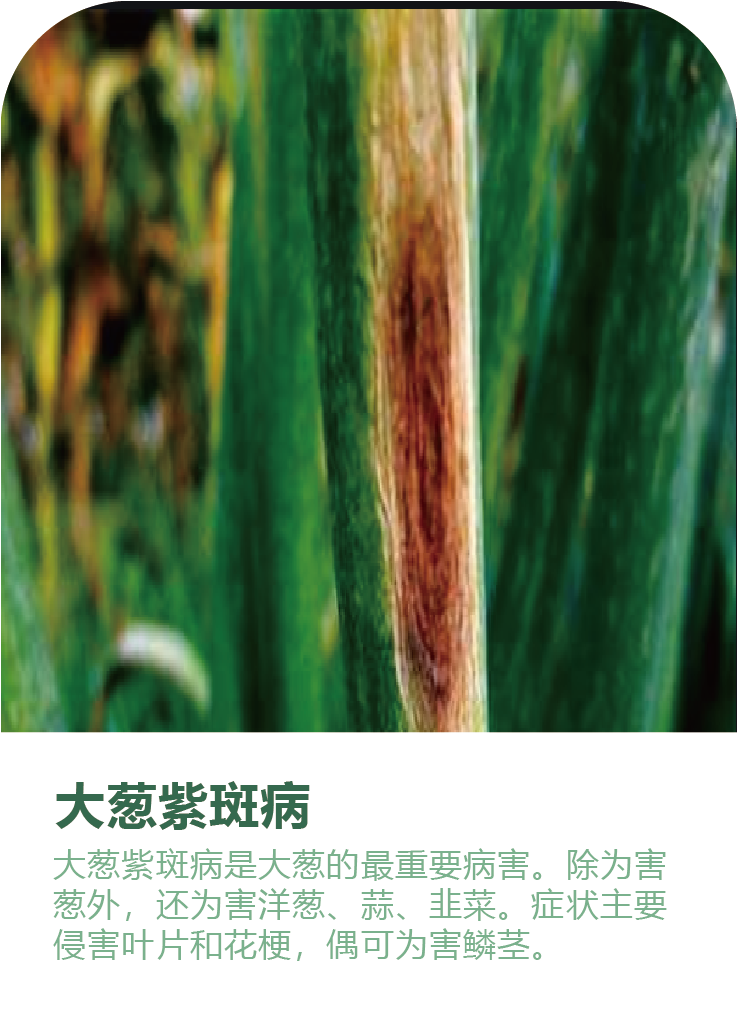 大葱紫斑病
大葱紫斑病是大葱的最重要病害。除为害
葱外，还为害洋葱、蒜、韭菜。症状主要
侵害叶片和花梗，偶可为害鳞茎。